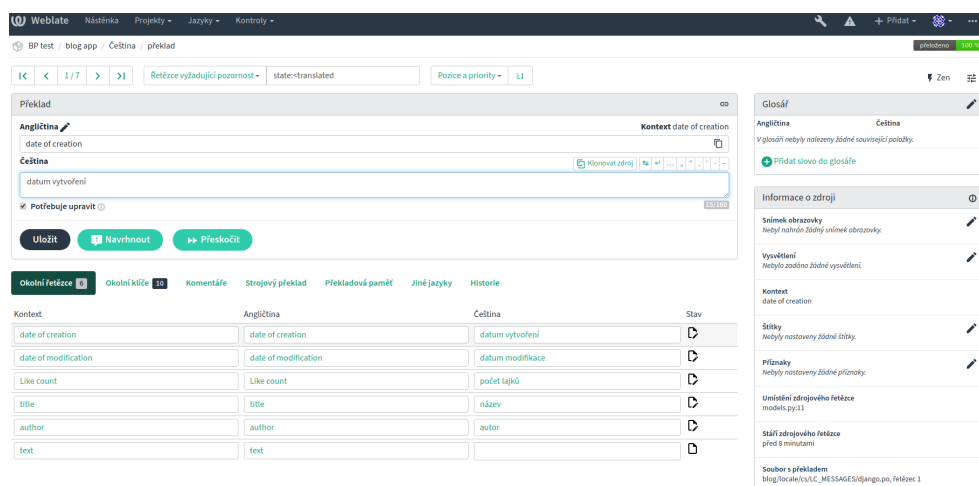 Weblate Nástěnka Projekty Jazyky Kontroly + Přidat
BP test / blog app / Čeština / překlad přeloženo 100 %
1 / 7 Řetězce vyžadující pozornost state:<translated Pozice a priority Zen
Překlad
Angličtina Kontext date of creation
date of creation
Čeština Klonovat zdroj
datum vytvoření
Potřebuje upravit 15/160
Uložit Navrhnout Přeskočit
Okolní řetězce 6 Okolní klíče 10 Komentáře Strojový překlad Překladová paměť Jiné jazyky Historie
Kontext Angličtina Čeština Stav
date of creation date of creation datum vytvoření
date of modification date of modification datum modifikace
Like count Like count počet lajků
title title název
author author autor
text text
Glosář
Angličtina Čeština
V glosáři nebyly nalezeny žádné související položky.
Přidat slovo do glosáře
Informace o zdroji
Snímek obrazovky
Nebyl nahrán žádný snímek obrazovky.
Vysvětlení
Nebylo zadáno žádné vysvětlení.
Kontext
date of creation
Štítky
Nebyly nastaveny žádné štítky.
Příznaky
Nebyly nastaveny žádné příznaky.
Umístění zdrojového řetězce
models.py:11
Stáří zdrojového řetězce
před 8 minutami
Soubor s překladem
blog/locale/cs/LC_MESSAGES/django.po, řetězec 1